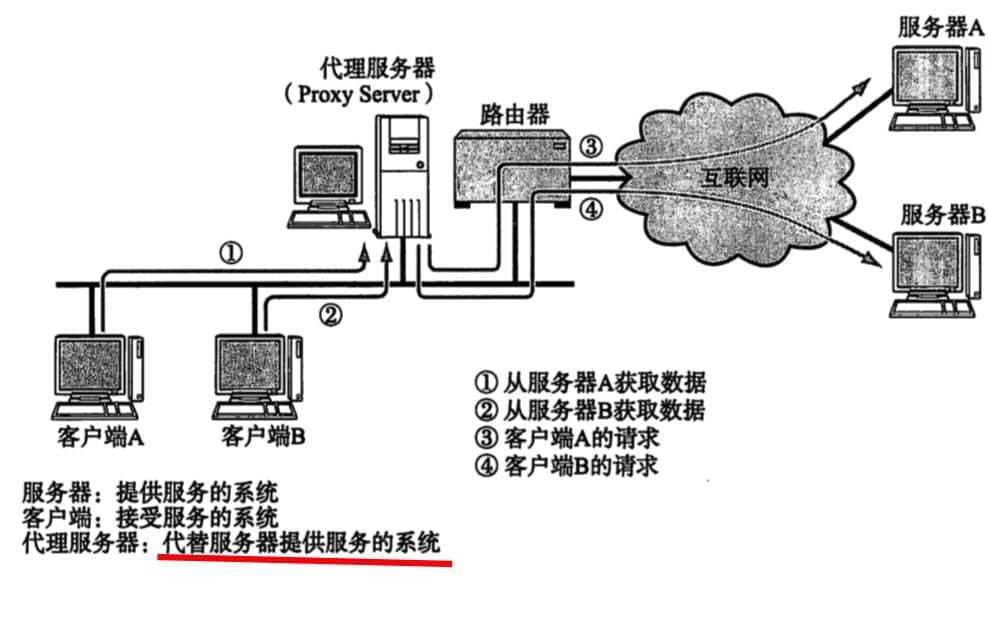 服务器A
代理服务器
（Proxy Server）
路由器
③
互联网
④
服务器B
①
②
客户端A
客户端B
① 从服务器A获取数据
② 从服务器B获取数据
③ 客户端A的请求
④ 客户端B的请求
服务器：提供服务的系统
客户端：接受服务的系统
代理服务器：代替服务器提供服务的系统